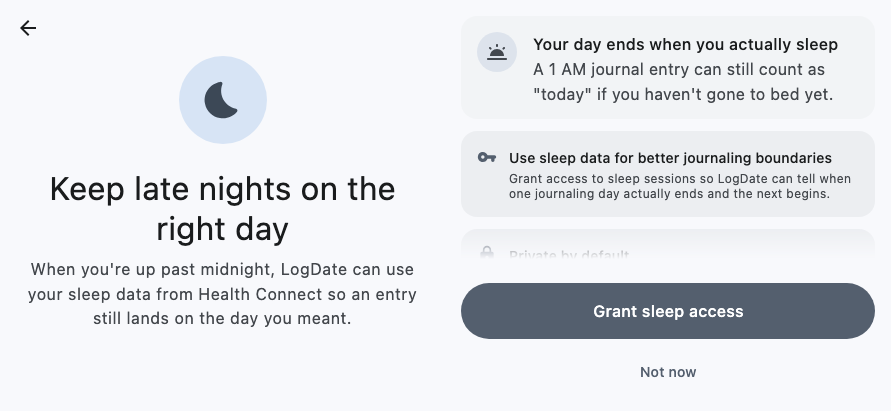 Keep late nights on the
right day
When you're up past midnight, LogDate can use
your sleep data from Health Connect so an entry
still lands on the day you meant.
Your day ends when you actually sleep
A 1 AM journal entry can still count as
"today" if you haven't gone to bed yet.
Use sleep data for better journaling boundaries
Grant access to sleep sessions so LogDate can tell when
one journaling day actually ends and the next begins.
Private by default
Grant sleep access
Not now